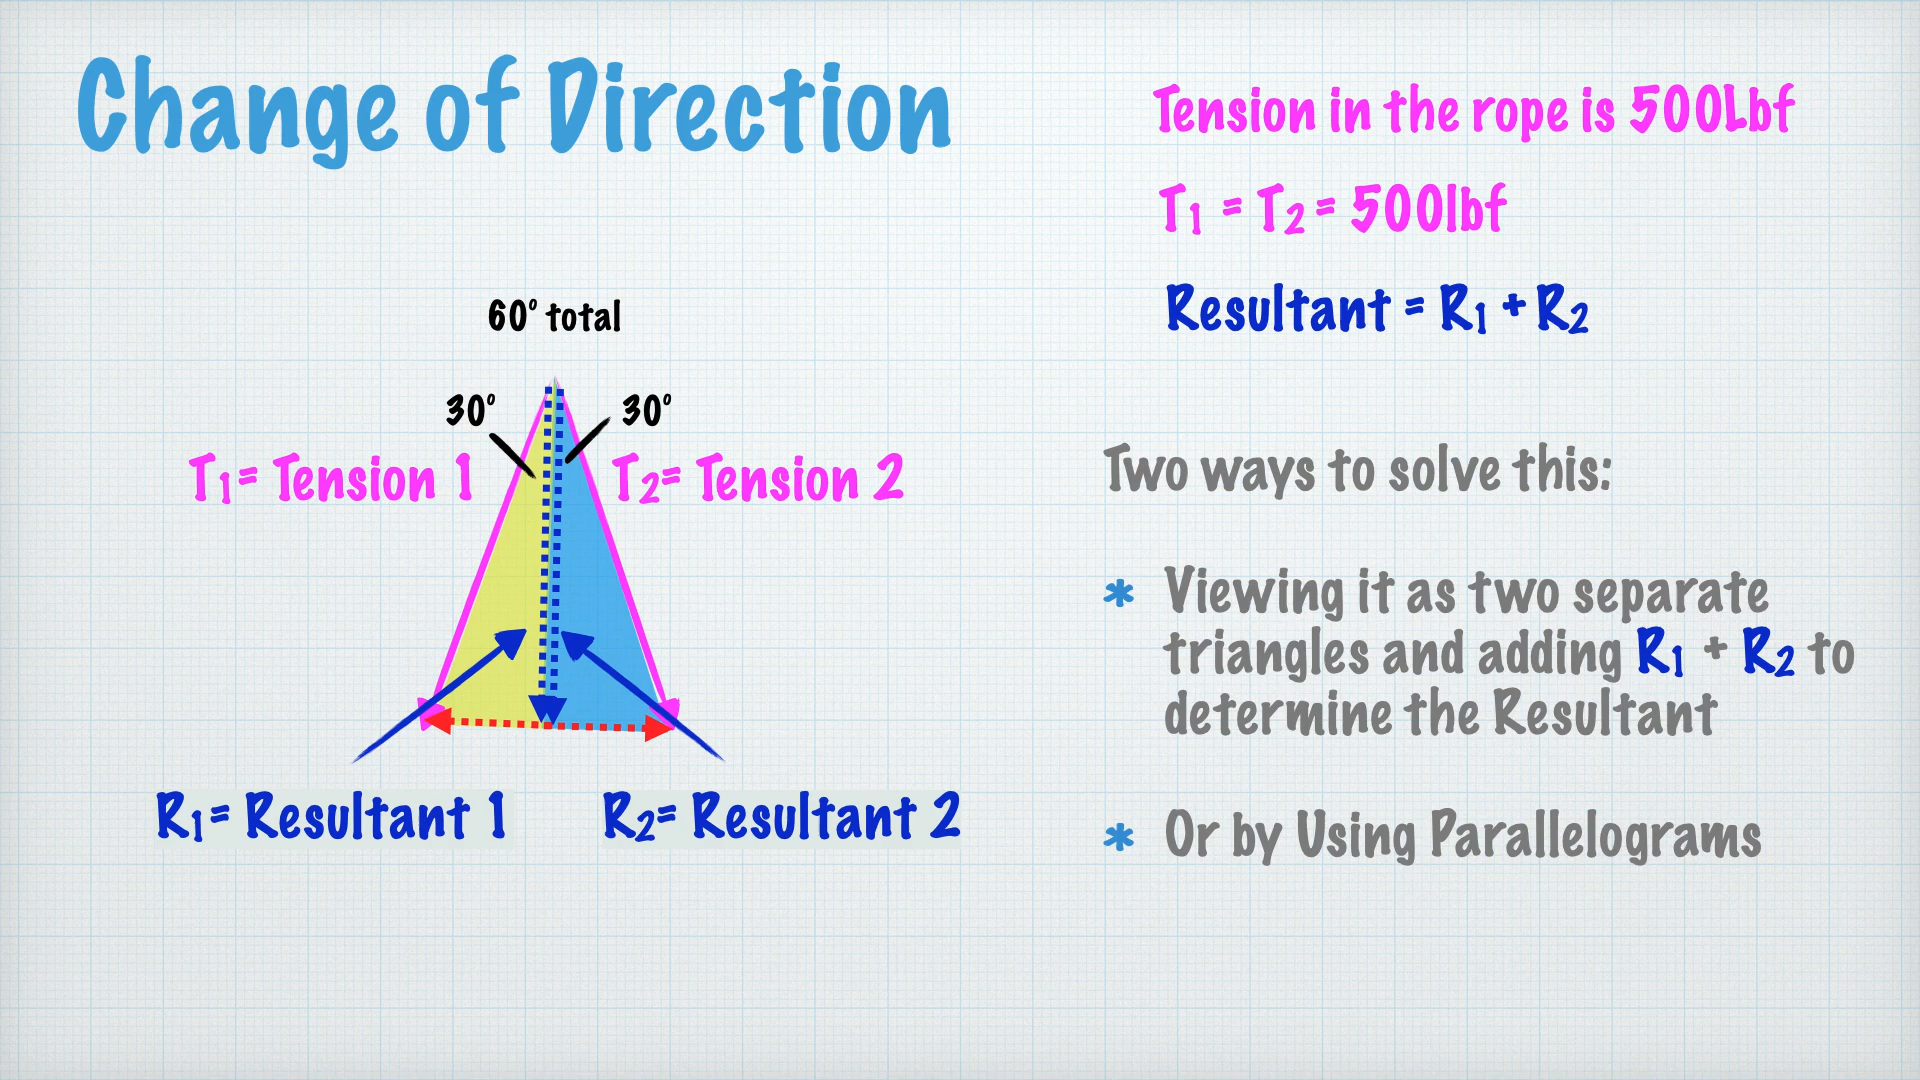 Change of Direction
Tension in the rope is 500Lbf
T₁ = T₂ = 500lbf
Resultant = R₁ + R₂
60° total
30°
30°
T₁= Tension 1
T₂= Tension 2
R₁= Resultant 1
R₂= Resultant 2
Two ways to solve this:
* Viewing it as two separate
triangles and adding R₁ + R₂ to
determine the Resultant
* Or by Using Parallelograms